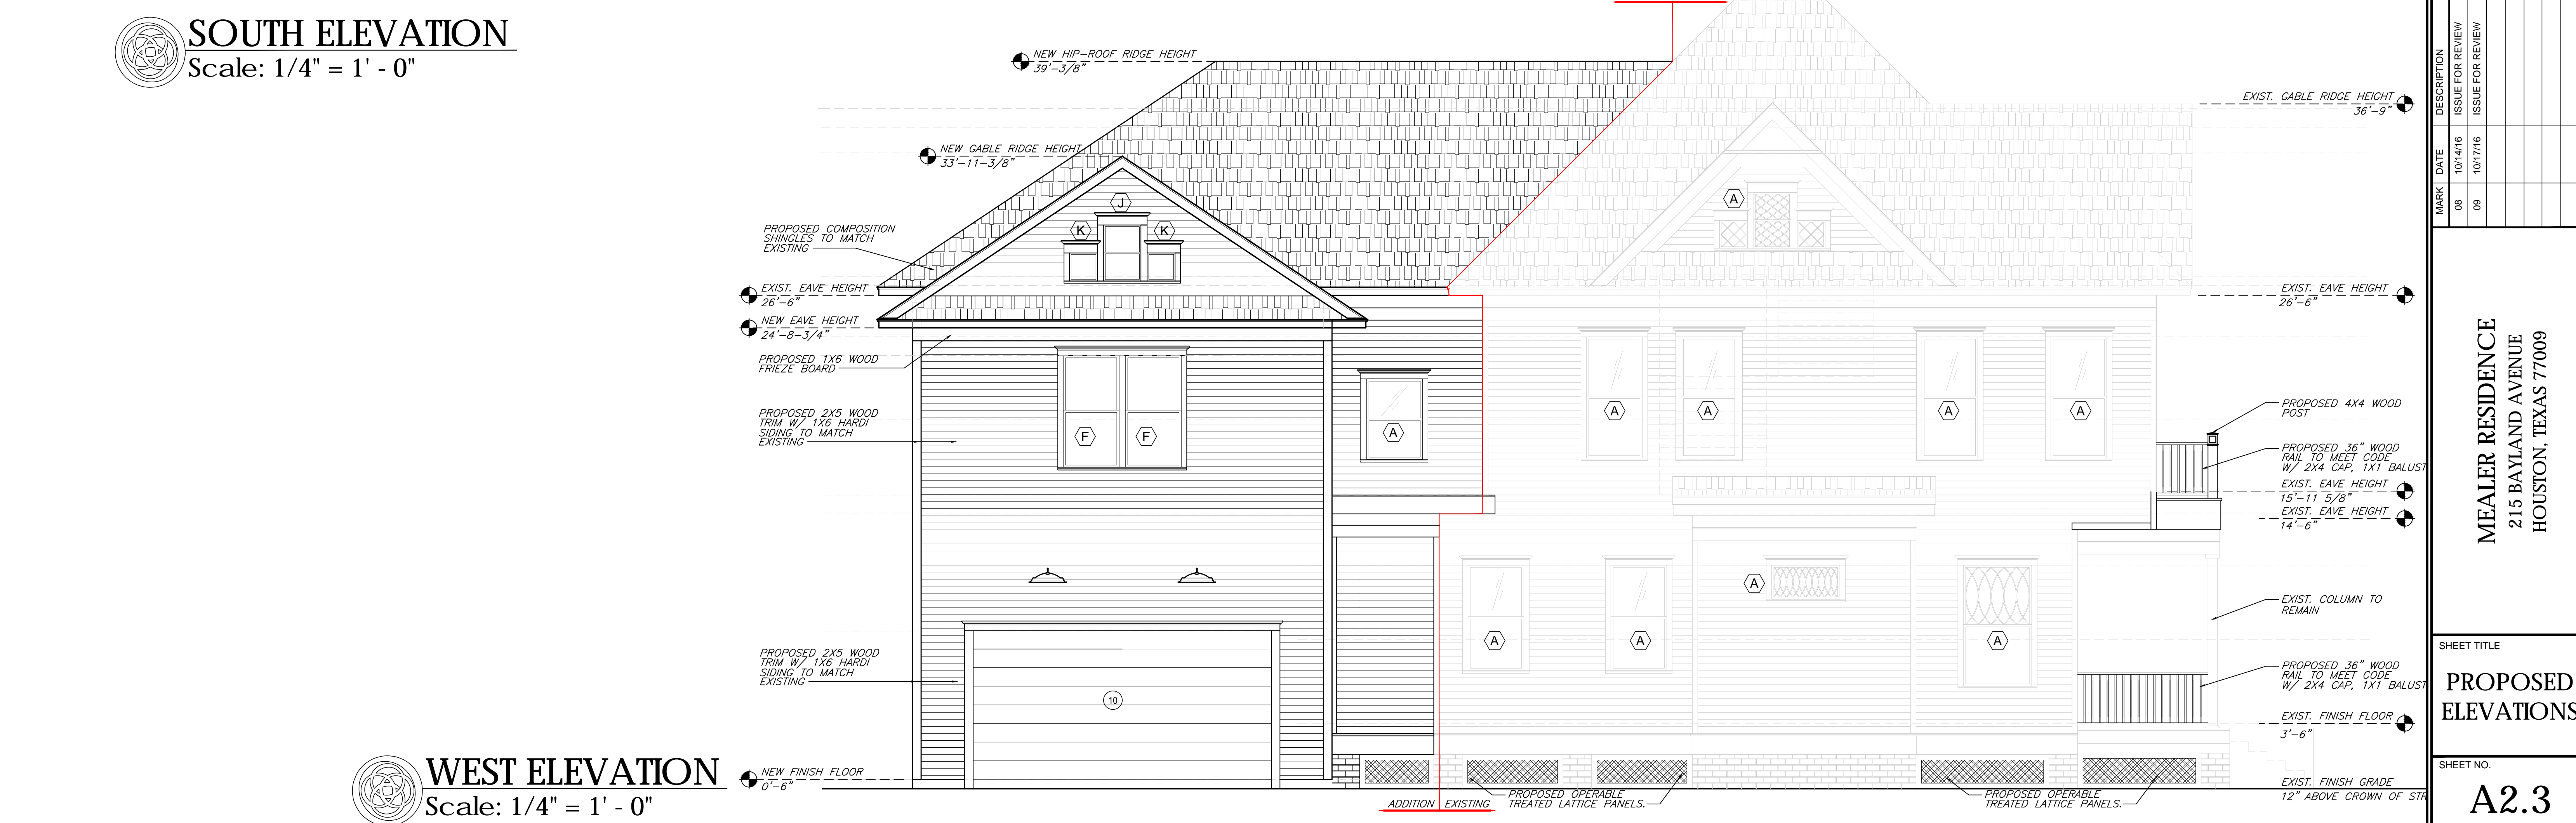 SOUTH ELEVATION
Scale: 1/4" = 1' - 0"
NEW HIP-ROOF RIDGE HEIGHT
39'-3/8"
NEW GABLE RIDGE HEIGHT
33'-11-3/8"
PROPOSED COMPOSITION
SHINGLES TO MATCH
EXISTING
EXIST. EAVE HEIGHT
26'-6"
NEW EAVE HEIGHT
24'-8-3/4"
PROPOSED 1X6 WOOD
FRIEZE BOARD
PROPOSED 2X5 WOOD
TRIM W/ 1X6 HARDI
SIDING TO MATCH
EXISTING
PROPOSED 2X5 WOOD
TRIM W/ 1X6 HARDI
SIDING TO MATCH
EXISTING
NEW FINISH FLOOR
0'-6"
WEST ELEVATION
Scale: 1/4" = 1' - 0"
J
K
K
F
F
A
10
A
A
A
A
A
A
A
A
A
ADDITION
EXISTING
PROPOSED OPERABLE
TREATED LATTICE PANELS.
PROPOSED OPERABLE
TREATED LATTICE PANELS.
EXIST. GABLE RIDGE HEIGHT
36'-9"
EXIST. EAVE HEIGHT
26'-6"
PROPOSED 4X4 WOOD
POST
PROPOSED 36" WOOD
RAIL TO MEET CODE
W/ 2X4 CAP, 1X1 BALUST
EXIST. EAVE HEIGHT
15'-11 5/8"
EXIST. EAVE HEIGHT
14'-6"
EXIST. COLUMN TO
REMAIN
PROPOSED 36" WOOD
RAIL TO MEET CODE
W/ 2X4 CAP, 1X1 BALUST
EXIST. FINISH FLOOR
3'-6"
EXIST. FINISH GRADE
12" ABOVE CROWN OF STR
MARK DATE DESCRIPTION
08 10/14/16 ISSUE FOR REVIEW
09 10/17/16 ISSUE FOR REVIEW
MEALER RESIDENCE
215 BAYLAND AVENUE
HOUSTON, TEXAS 77009
SHEET TITLE
PROPOSED
ELEVATIONS
SHEET NO.
A2.3